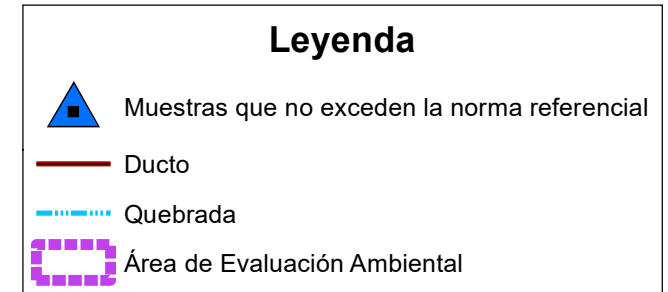 Leyenda
Muestras que no exceden la norma referencial
Ducto
Quebrada
Área de Evaluación Ambiental